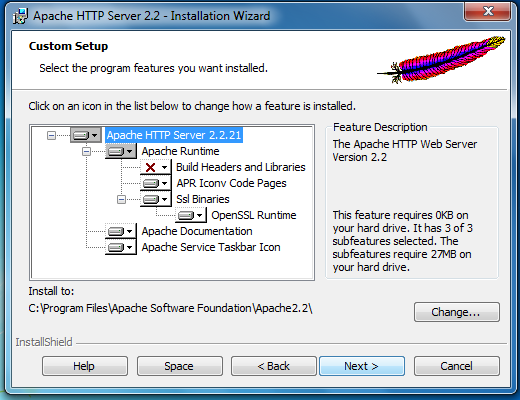 Apache HTTP Server 2.2 - Installation Wizard
Custom Setup
Select the program features you want installed.
Click on an icon in the list below to change how a feature is installed.
Apache HTTP Server 2.2.21
Apache Runtime
Build Headers and Libraries
APR Iconv Code Pages
Ssl Binaries
OpenSSL Runtime
Apache Documentation
Apache Service Taskbar Icon
Feature Description
The Apache HTTP Web Server
Version 2.2
This feature requires 0KB on
your hard drive. It has 3 of 3
subfeatures selected. The
subfeatures require 27MB on
your hard drive.
Install to:
C:\Program Files\Apache Software Foundation\Apache2.2\
Change...
InstallShield
Help
Space
< Back
Next >
Cancel